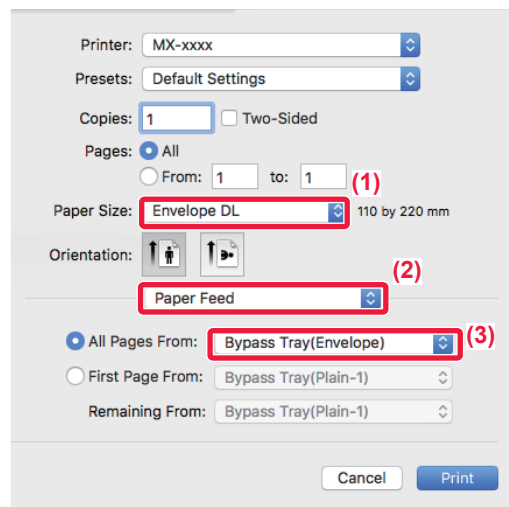 Printer: MX-xxxx
Presets: Default Settings
Copies: 1 Two-Sided
Pages: All
From: 1 to: 1
(1)
Paper Size: Envelope DL 110 by 220 mm
Orientation:
(2)
Paper Feed
All Pages From: Bypass Tray(Envelope) (3)
First Page From: Bypass Tray(Plain-1)
Remaining From: Bypass Tray(Plain-1)
Cancel Print